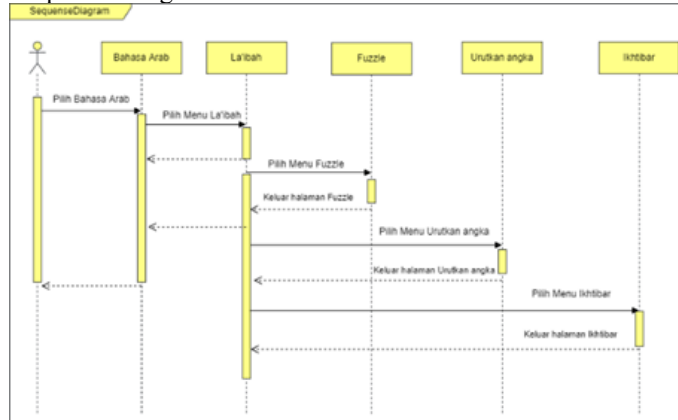 SequenseDiagram
Bahasa Arab
La'ibah
Fuzzle
Urutkan angka
Ikhtibar
Pilih Bahasa Arab
Pilih Menu La'ibah
Pilih Menu Fuzzle
Keluar halaman Fuzzle
Pilih Menu Urutkan angka
Keluar halaman Urutkan angka
Pilih Menu Ikhtibar
Keluar halaman Ikhtibar